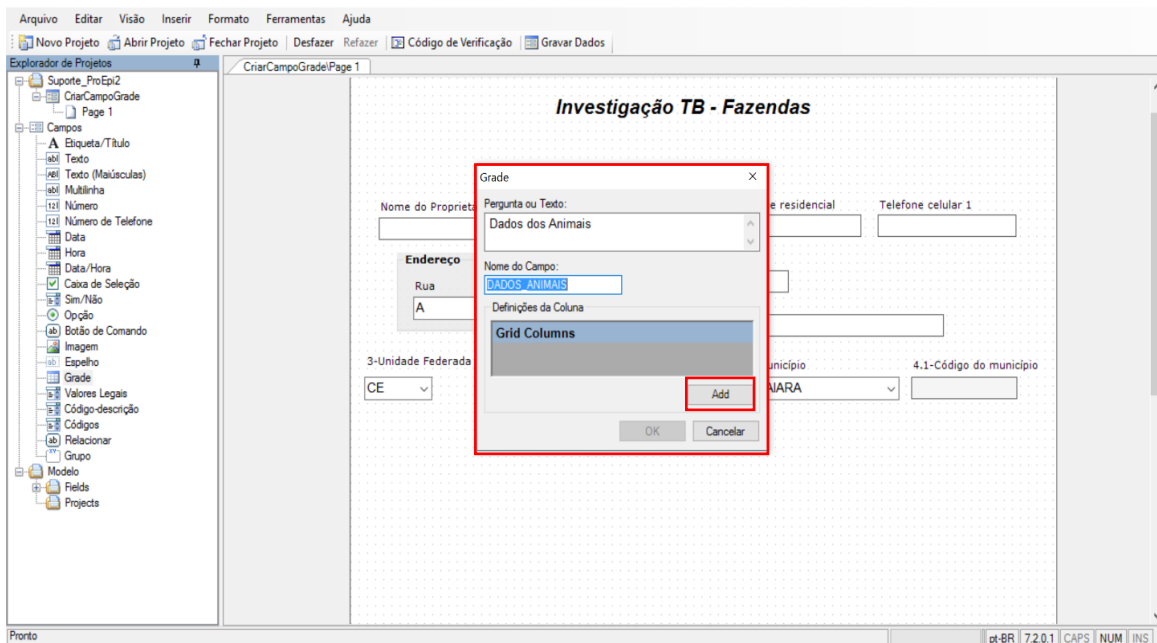 Arquivo Editar Visão Inserir Formato Ferramentas Ajuda
Novo Projeto Abrir Projeto Fechar Projeto Desfazer Refazer Código de Verificação Gravar Dados
Explorador de Projetos
Suporte_ProEpi2
CriarCampoGrade
Page 1
Campos
A Etiqueta/Título
Texto
Texto (Maiúsculas)
Multilinha
Número
Número de Telefone
Data
Hora
Data/Hora
Caixa de Seleção
Sim/Não
Opção
Botão de Comando
Imagem
Espelho
Grade
Valores Legais
Código-descrição
Códigos
Relacionar
Grupo
Modelo
Fields
Projects
CriarCampoGrade\Page 1
Investigação TB - Fazendas
Nome do Propriet
e residencial
Telefone celular 1
Endereço
Rua
A
3-Unidade Federada
CE
unicípio
AIARA
4.1-Código do município
Grade
Pergunta ou Texto:
Dados dos Animais
Nome do Campo:
DADOS_ANIMAIS
Definições da Coluna
Grid Columns
Add
OK Cancelar
Pronto
pt-BR 7.2.0.1 CAPS NUM INS